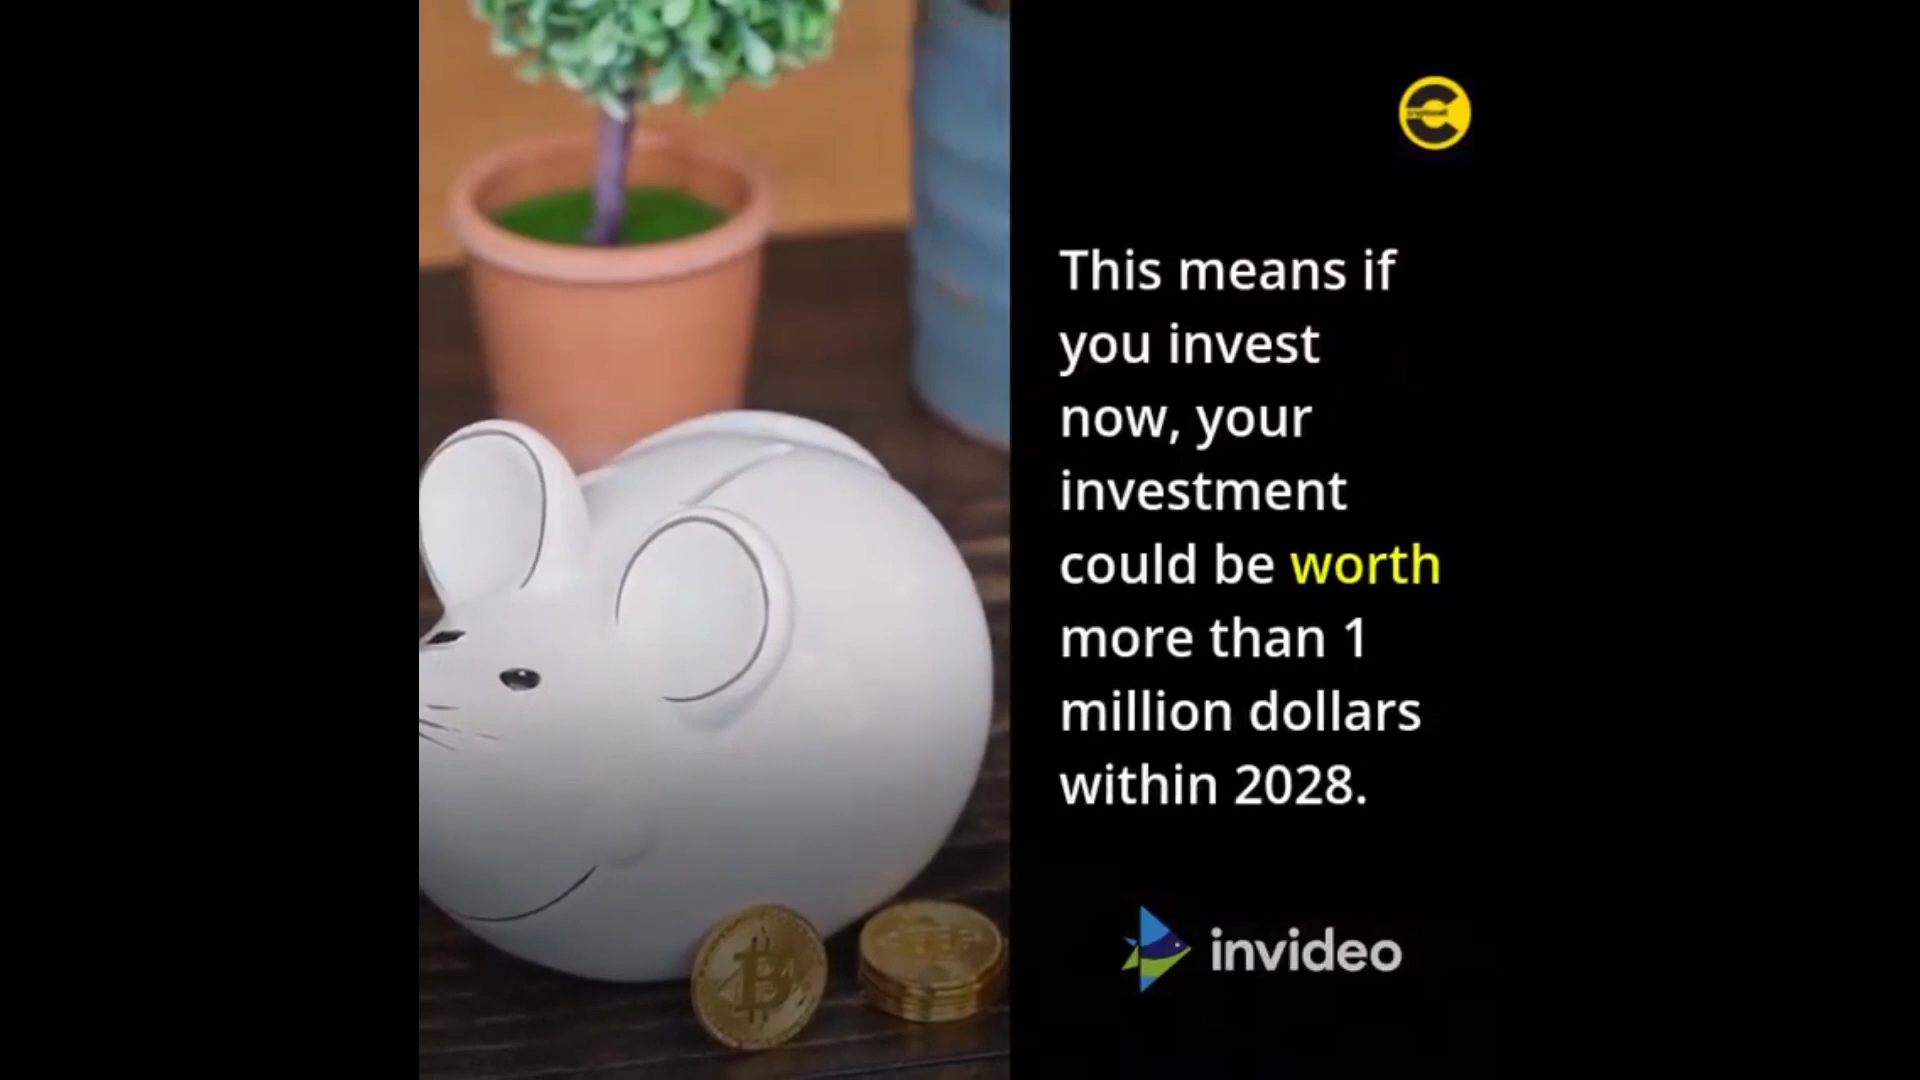 This means if
you invest
now, your
investment
could be worth
more than 1
million dollars
within 2028.
invideo